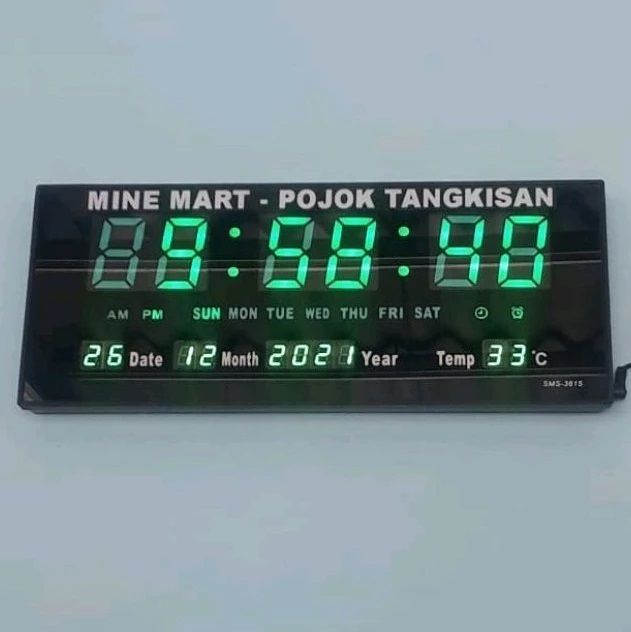 MINE MART - POJOK TANGKISAN
9:58:40
AM PM SUN MON TUE WED THU FRI SAT
26 Date 12 Month 2021 Year Temp 33°C
SMS-3615